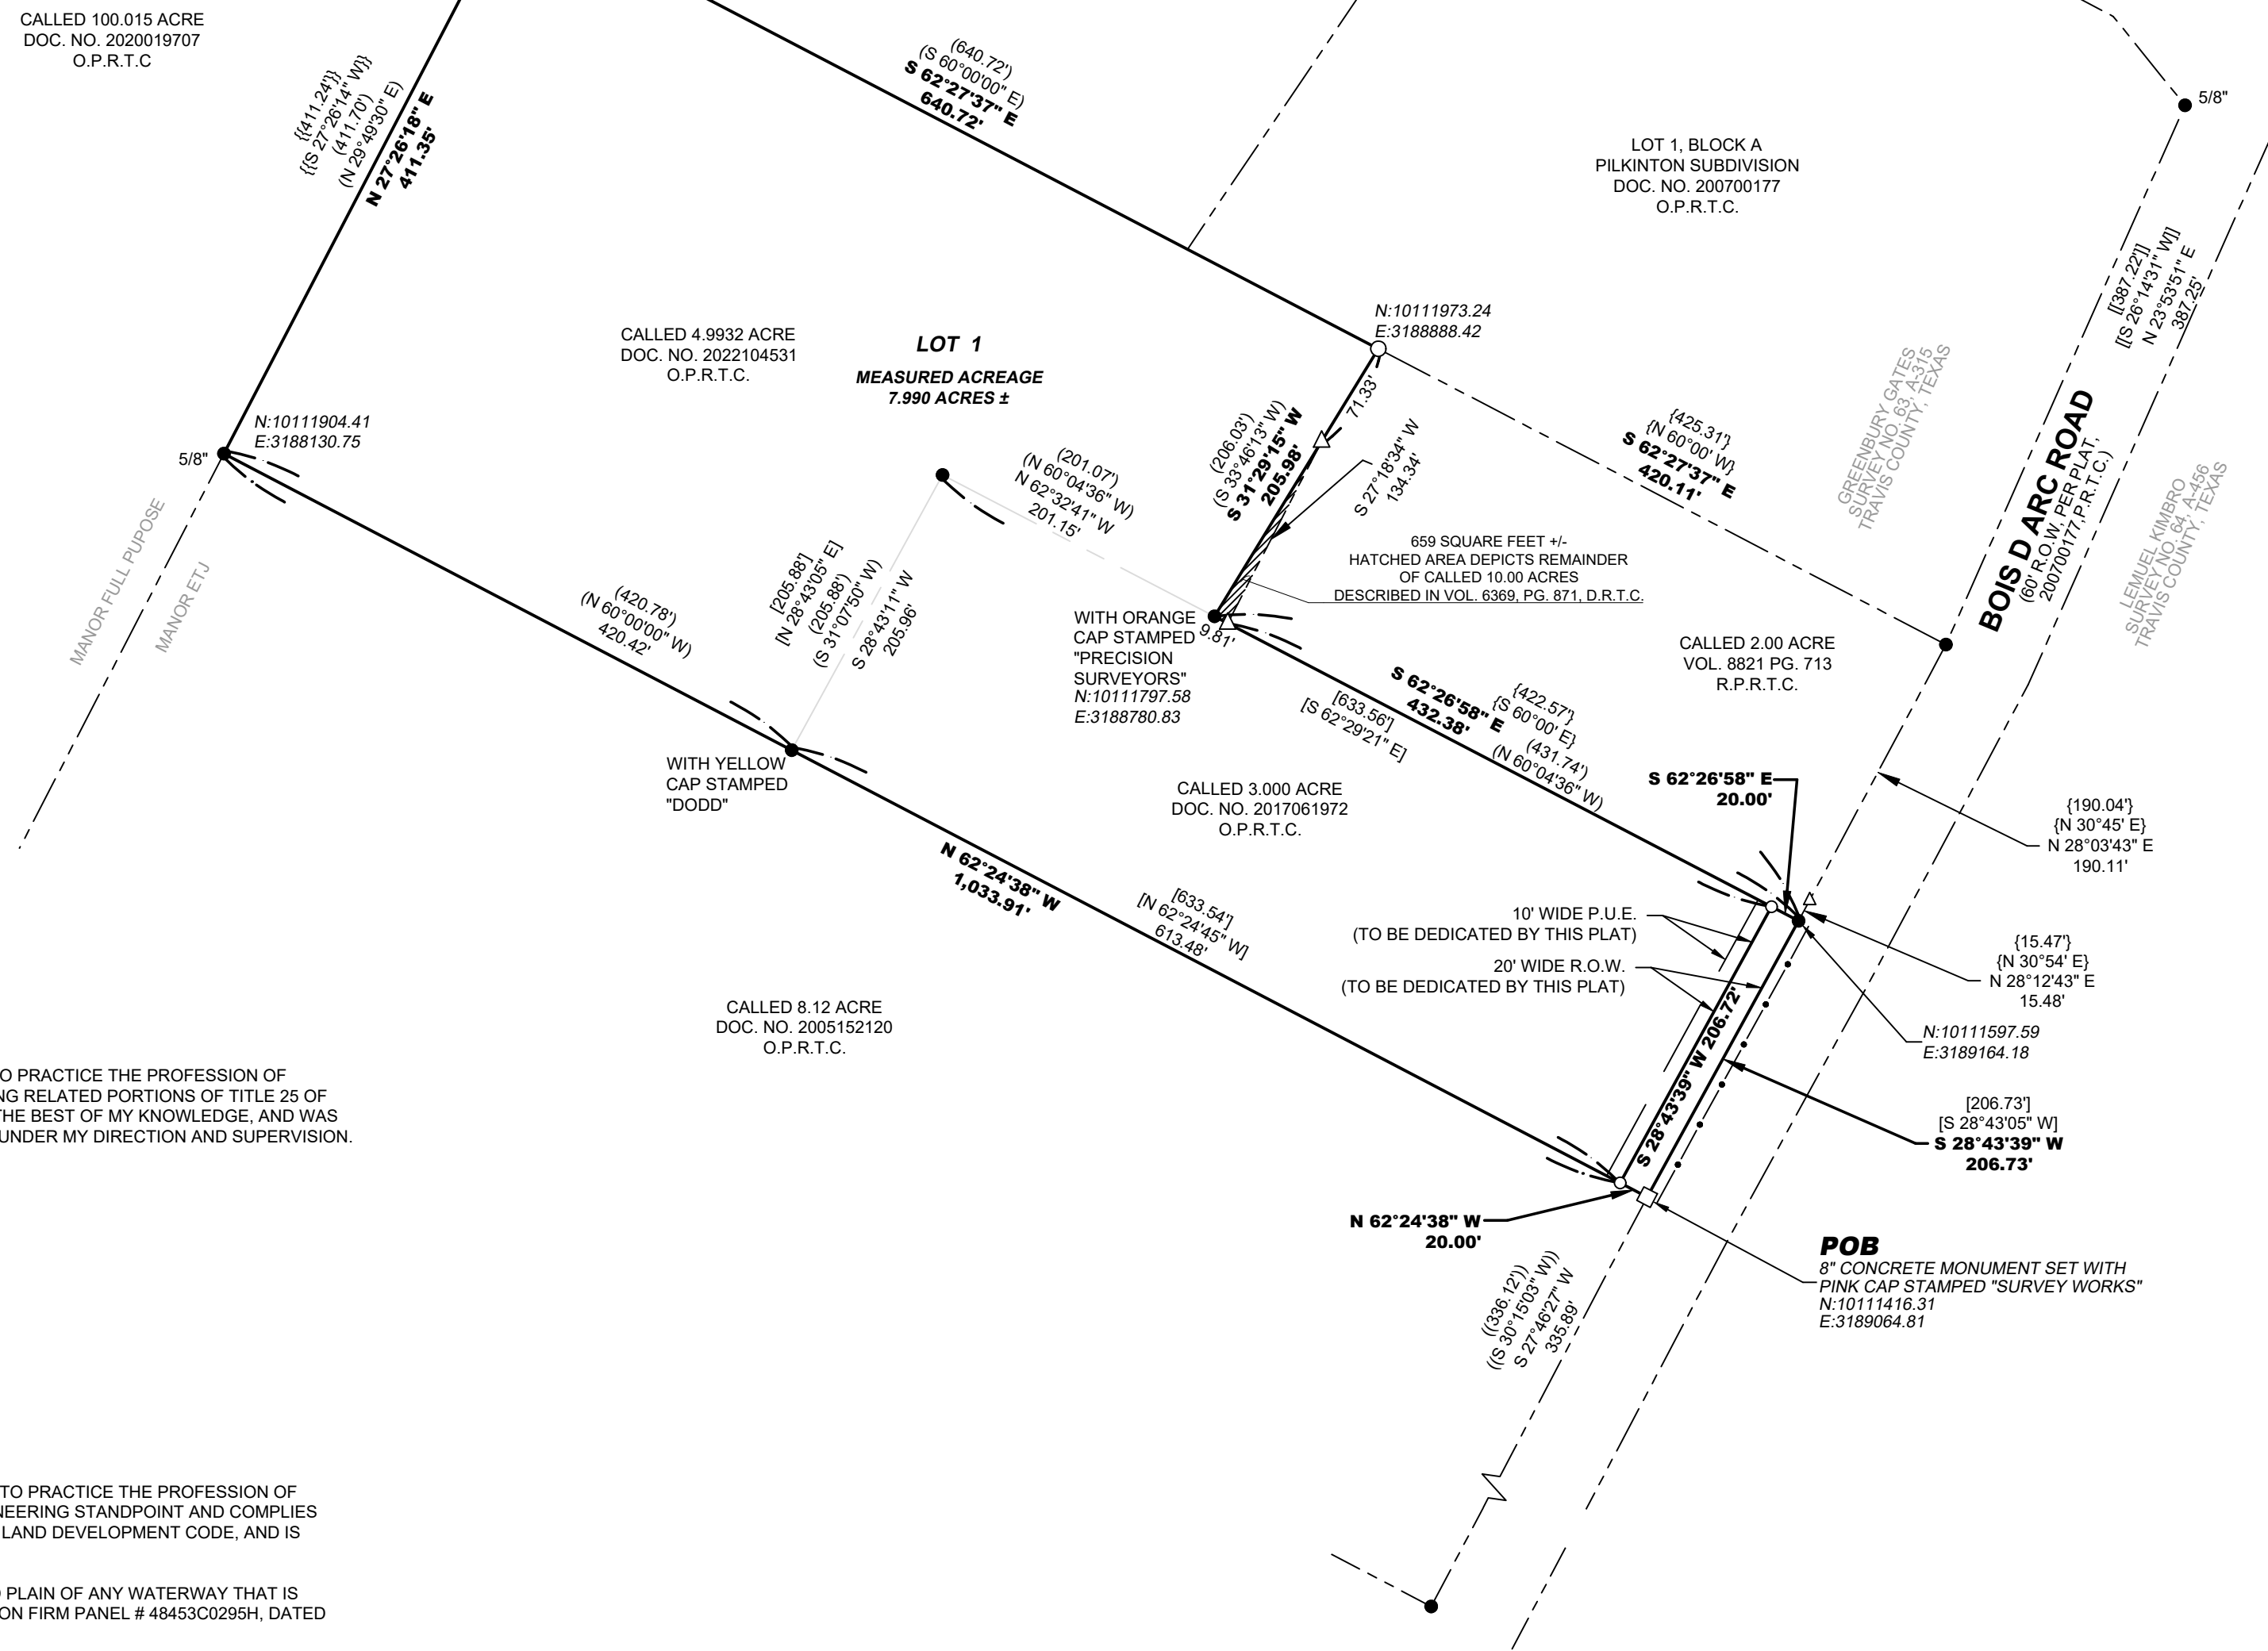 CALLED 100.015 ACRE
DOC. NO. 2020019707
O.P.R.T.C
{{411.24'}}
{{S 27°26'14" W}}
(411.70')
(N 29°49'30" E)
N 27°26'18" E
411.35'
(640.72')
(S 60°00'00" E)
S 62°27'37" E
640.72'
5/8"
LOT 1, BLOCK A
PILKINTON SUBDIVISION
DOC. NO. 200700177
O.P.R.T.C.
[[387.22']]
[[S 26°14'31" W]]
N 23°53'51" E
387.25'
N:10111973.24
E:3188888.42
CALLED 4.9932 ACRE
DOC. NO. 2022104531
O.P.R.T.C.
LOT 1
MEASURED ACREAGE
7.990 ACRES ±
N:10111904.41
E:3188130.75
5/8"
MANOR FULL PUPOSE
MANOR ETJ
(201.07')
(N 60°04'36" W)
N 62°32'41" W
201.15'
(206.03')
(S 33°46'13" W)
S 31°29'15" W
205.98'
71.33'
S 27°18'34" W
134.34'
{425.31'}
{N 60°00' W}
S 62°27'37" E
420.11'
GREENBURY GATES
SURVEY NO. 63, A-315
TRAVIS COUNTY, TEXAS
BOIS D ARC ROAD
(60' R.O.W, PER PLAT,
200700177,P.R.T.C.)
LEMUEL KIMBRO
SURVEY NO. 64, A-456
TRAVIS COUNTY, TEXAS
659 SQUARE FEET +/-
HATCHED AREA DEPICTS REMAINDER
OF CALLED 10.00 ACRES
DESCRIBED IN VOL. 6369, PG. 871, D.R.T.C.
[205.88']
[N 28°43'05" E]
(205.88')
(S 31°07'50" W)
S 28°43'11" W
205.96'
(420.78')
(N 60°00'00" W)
420.42'
WITH ORANGE
CAP STAMPED
"PRECISION
SURVEYORS"
N:10111797.58
E:3188780.83
9.81'
CALLED 2.00 ACRE
VOL. 8821 PG. 713
R.P.R.T.C.
S 62°26'58" E
432.38'
[633.56']
[S 62°29'21" E]
{422.57'}
{S 60°00' E}
(431.74')
(N 60°04'36" W)
WITH YELLOW
CAP STAMPED
"DODD"
CALLED 3.000 ACRE
DOC. NO. 2017061972
O.P.R.T.C.
S 62°26'58" E
20.00'
{190.04'}
{N 30°45' E}
N 28°03'43" E
190.11'
N 62°24'38" W
1,033.91'
[633.54']
[N 62°24'45" W]
613.48'
10' WIDE P.U.E.
(TO BE DEDICATED BY THIS PLAT)
20' WIDE R.O.W.
(TO BE DEDICATED BY THIS PLAT)
{15.47'}
{N 30°54' E}
N 28°12'43" E
15.48'
N:10111597.59
E:3189164.18
CALLED 8.12 ACRE
DOC. NO. 2005152120
O.P.R.T.C.
S 28°43'39" W 206.72'
[206.73']
[S 28°43'05" W]
S 28°43'39" W
206.73'
N 62°24'38" W
20.00'
POB
8" CONCRETE MONUMENT SET WITH
PINK CAP STAMPED "SURVEY WORKS"
N:10111416.31
E:3189064.81
((336.12'))
((S 30°15'03" W))
S 27°46'27" W
335.89'
O PRACTICE THE PROFESSION OF
NG RELATED PORTIONS OF TITLE 25 OF
THE BEST OF MY KNOWLEDGE, AND WAS
UNDER MY DIRECTION AND SUPERVISION.
TO PRACTICE THE PROFESSION OF
NEERING STANDPOINT AND COMPLIES
LAND DEVELOPMENT CODE, AND IS
PLAIN OF ANY WATERWAY THAT IS
ON FIRM PANEL # 48453C0295H, DATED